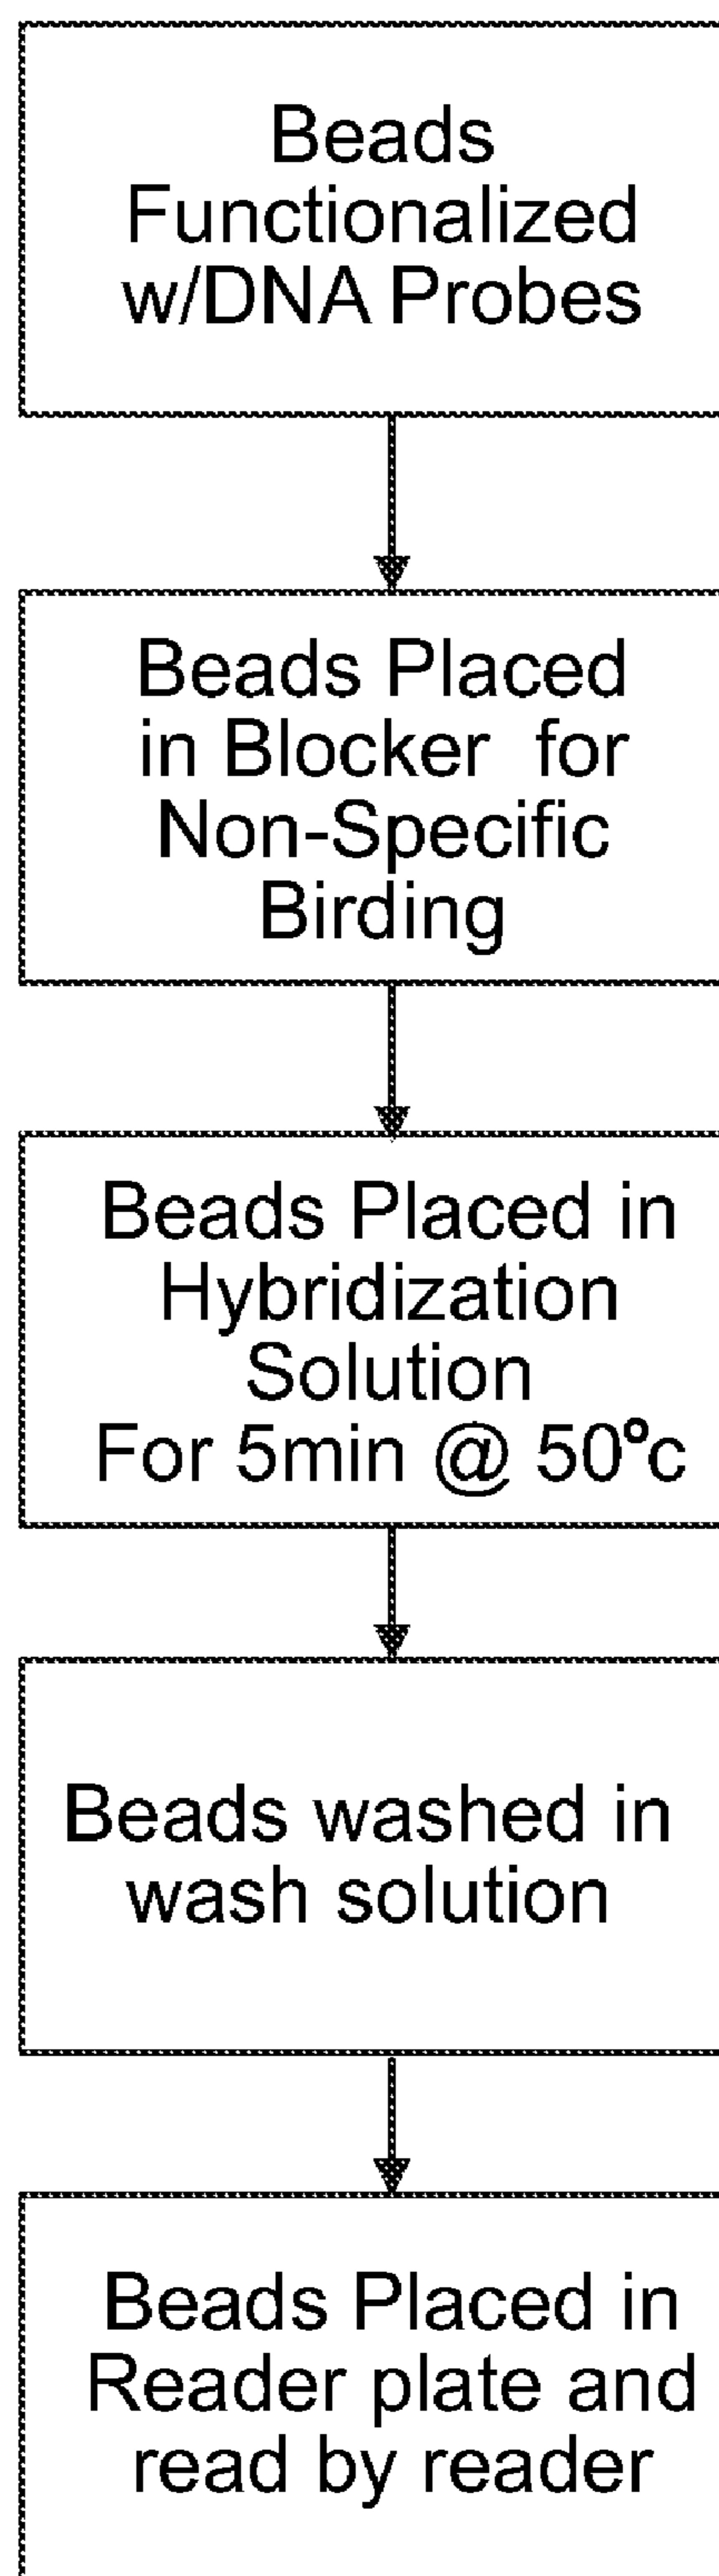 Beads
Functionalized
w/DNA Probes
Beads Placed
in Blocker for
Non-Specific
Birding
Beads Placed in
Hybridization
Solution
For 5min @ 50ºc
Beads washed in
wash solution
Beads Placed in
Reader plate and
read by reader